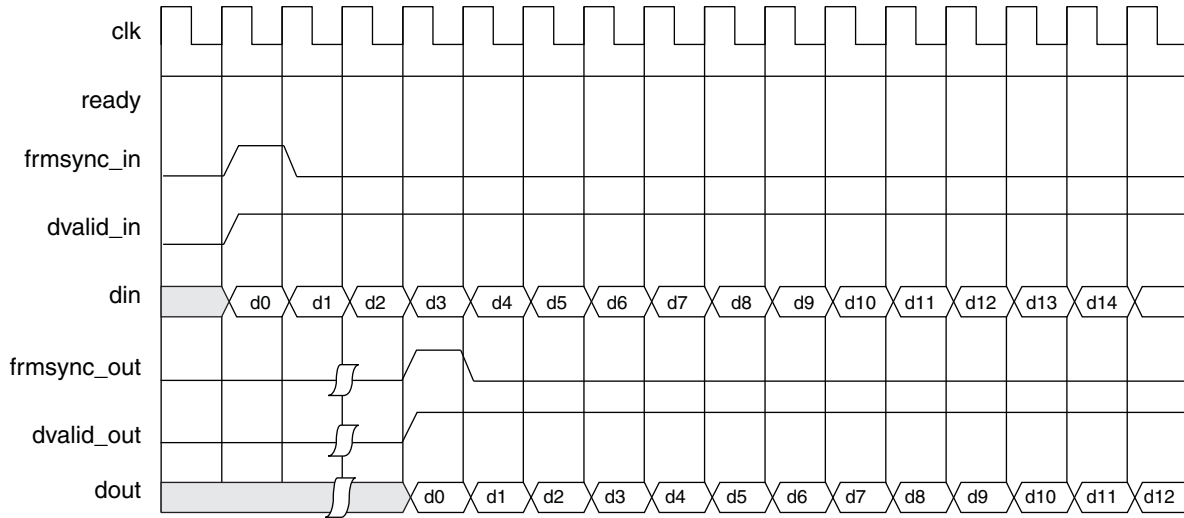 clk
ready
frmsync_in
dvalid_in
din d0 d1 d2 d3 d4 d5 d6 d7 d8 d9 d10 d11 d12 d13 d14
frmsync_out
dvalid_out
dout d0 d1 d2 d3 d4 d5 d6 d7 d8 d9 d10 d11 d12